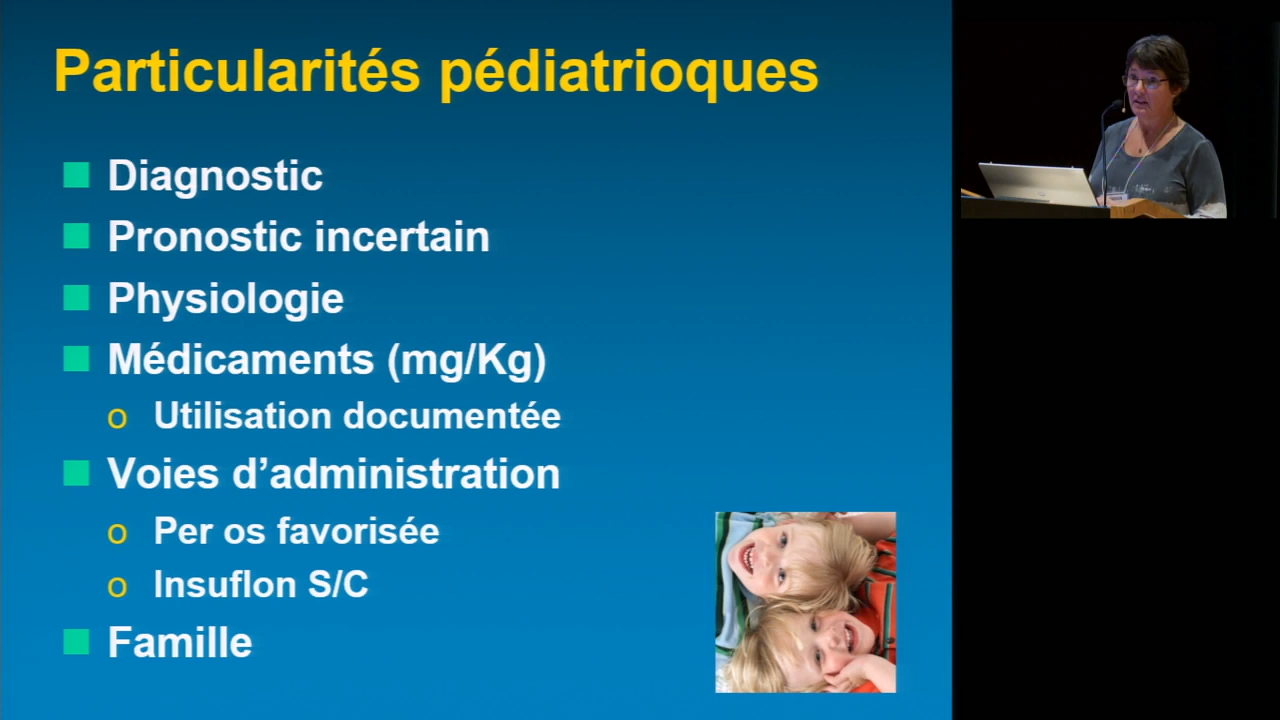 Particularités pédiatrioques
Diagnostic
Pronostic incertain
Physiologie
Médicaments (mg/Kg)
o Utilisation documentée
Voies d’administration
o Per os favorisée
o Insuflon S/C
Famille